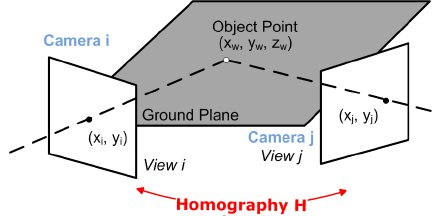 Camera i
Object Point
(xw, yw, zw)
Ground Plane
(xi, yi)
View i
Camera j
View j
(xj, yj)
Homography H